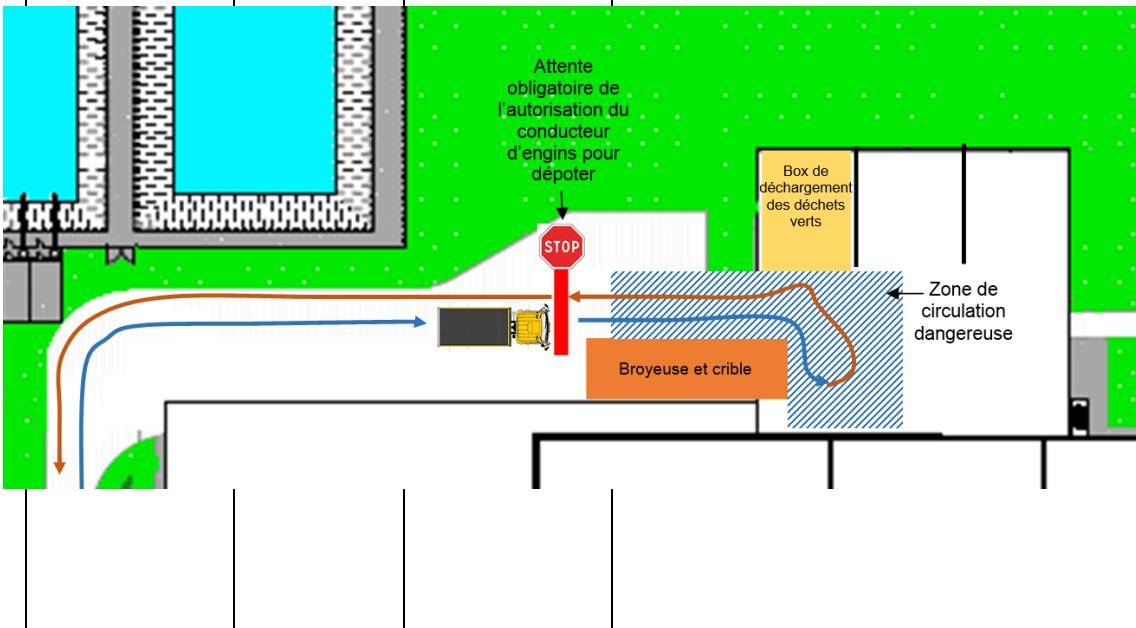 Attente
obligatoire de
l'autorisation du
conducteur
d'engins pour
dépoter
STOP
Box de
déchargement
des déchets
verts
Zone de
circulation
dangereuse
Broyeuse et crible